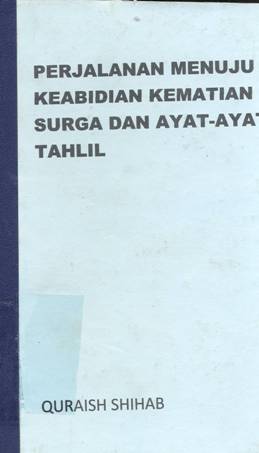 PERJALANAN MENUJU
KEABIDIAN KEMATIAN
SURGA DAN AYAT-AYAT
TAHLIL
QURAISH SHIHAB